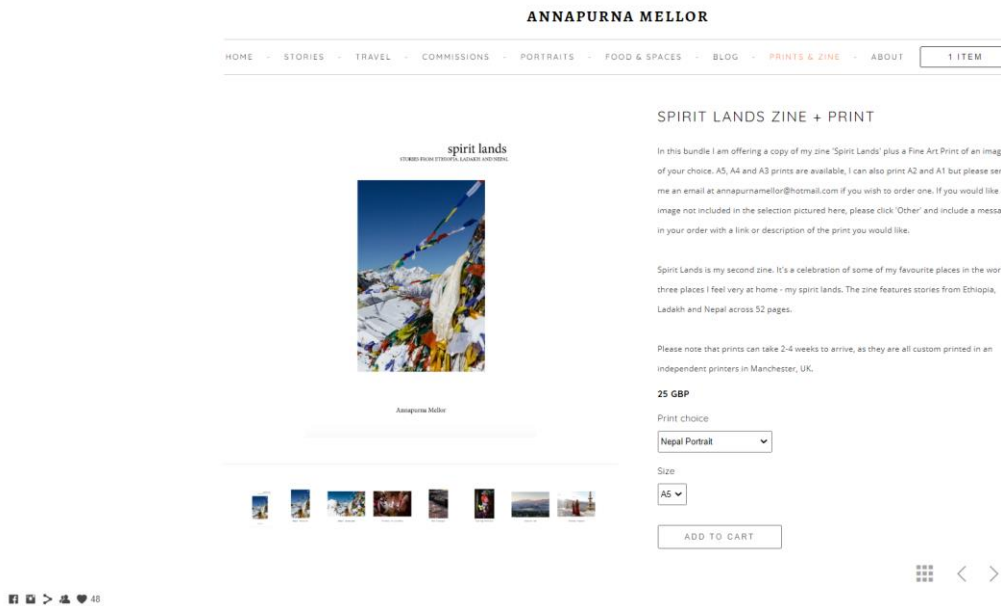 ANNAPURNA MELLOR
HOME - STORIES - TRAVEL - COMMISSIONS - PORTRAITS - FOOD & SPACES - BLOG - PRINTS & ZINE - ABOUT 1 ITEM
spirit lands
STORIES FROM ETHIOPIA, LADAKH AND NEPAL
Annapurna Mellor
SPIRIT LANDS ZINE + PRINT
In this bundle I am offering a copy of my zine 'Spirit Lands' plus a Fine Art Print of an imag
of your choice. A5, A4 and A3 prints are available, I can also print A2 and A1 but please sen
me an email at annapurnamellor@hotmail.com if you wish to order one. If you would like
image not included in the selection pictured here, please click 'Other' and include a messa
in your order with a link or description of the print you would like.
Spirit Lands is my second zine. It's a celebration of some of my favourite places in the wor
three places I feel very at home - my spirit lands. The zine features stories from Ethiopia,
Ladakh and Nepal across 52 pages.
Please note that prints can take 2-4 weeks to arrive, as they are all custom printed in an
independent printers in Manchester, UK.
25 GBP
Print choice
Nepal Portrait
Size
A5
ADD TO CART
48